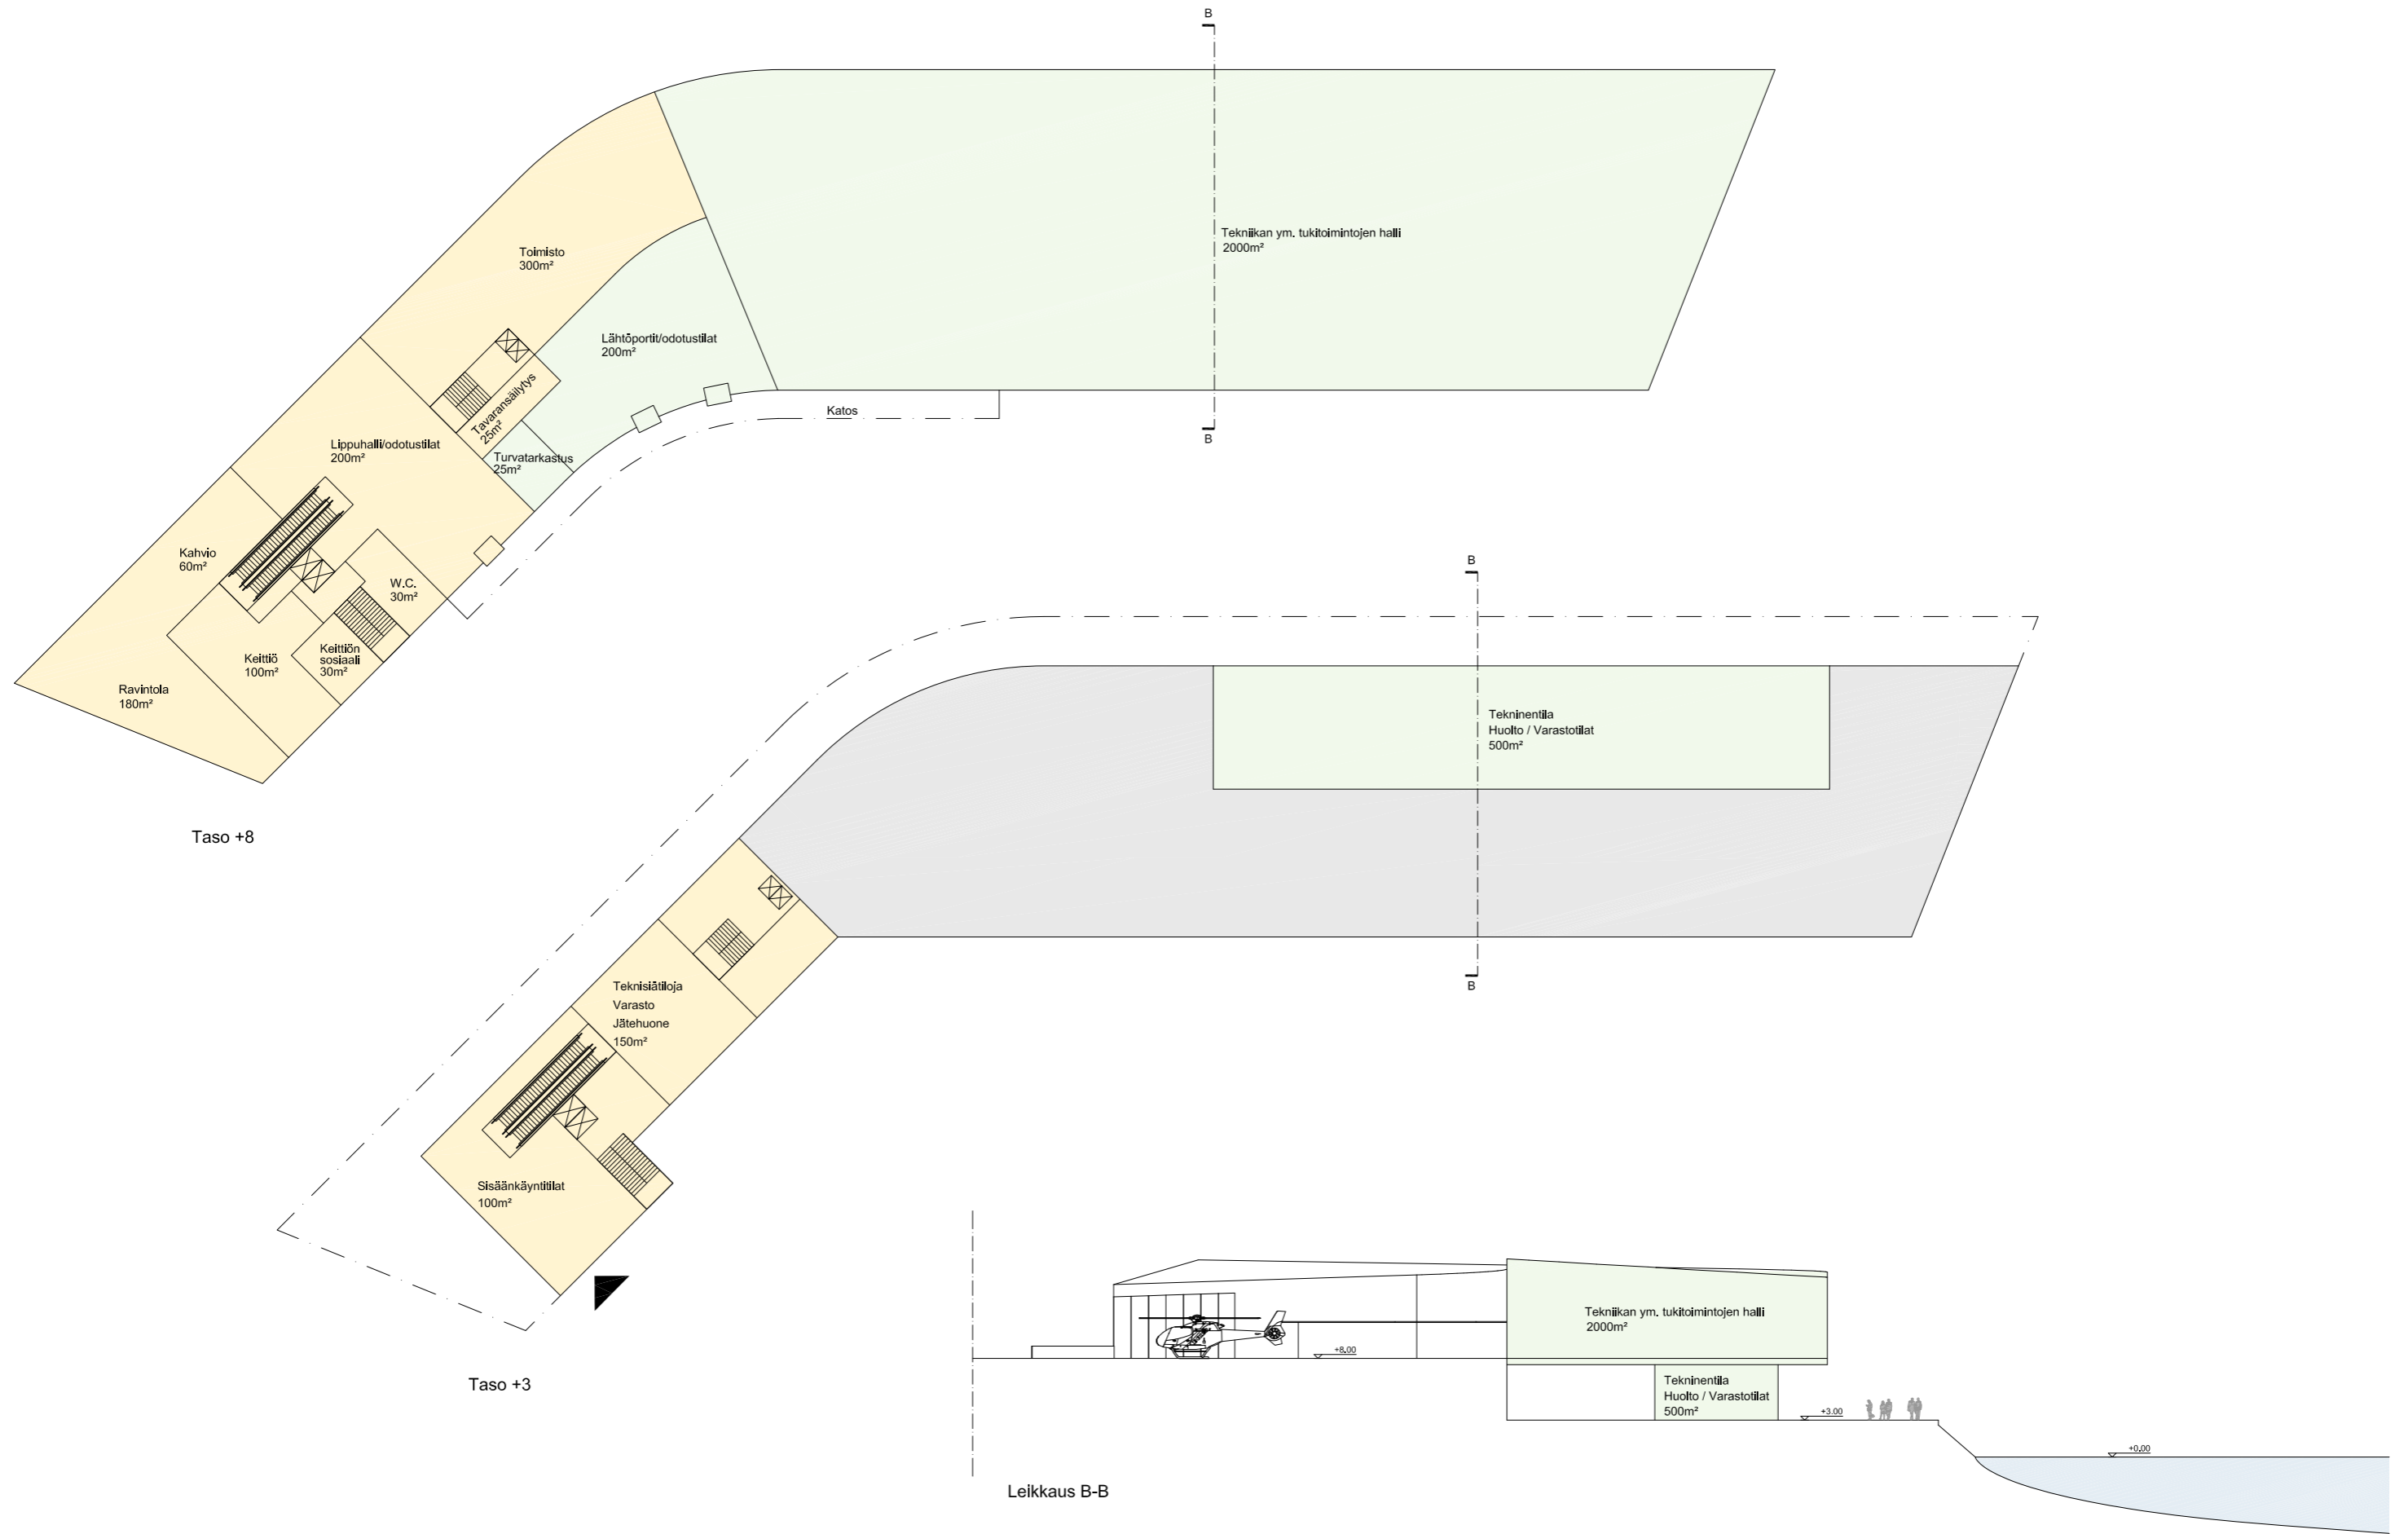 B
Tekniikan ym. tukitoimintojen halli
2000m²
Toimisto
300m²
Lähtöportit/odotustilat
200m²
Tavaransäilytys
25m²
Katos
B
Lippuhalli/odotustilat
200m²
Turvatarkastus
25m²
Kahvio
60m²
W.C.
30m²
Keittiö
100m²
Keittiön
sosiaali
30m²
Ravintola
180m²
Taso +8
B
Tekninentila
Huolto / Varastotilat
500m²
B
Teknisiätiloja
Varasto
Jätehuone
150m²
Sisäänkäyntitilat
100m²
Taso +3
Tekniikan ym. tukitoimintojen halli
2000m²
+8.00
Tekninentila
Huolto / Varastotilat
500m²
+3.00
+0.00
Leikkaus B-B